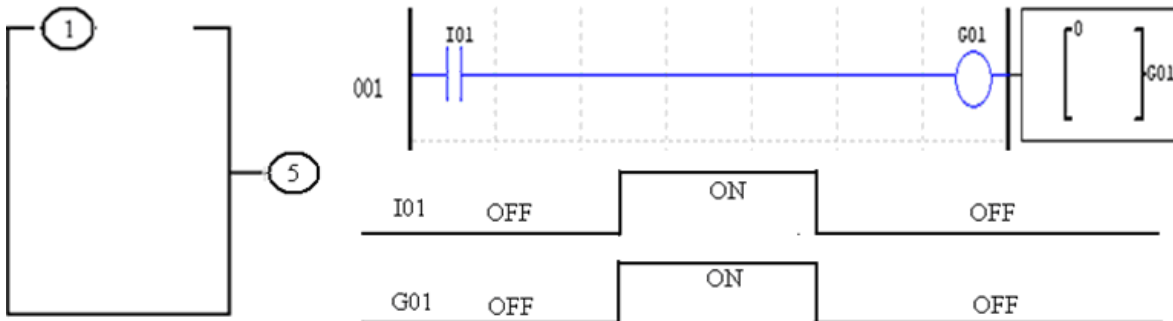 1
5
I01 G01
001
0
G01
I01 OFF ON OFF
G01 OFF ON OFF